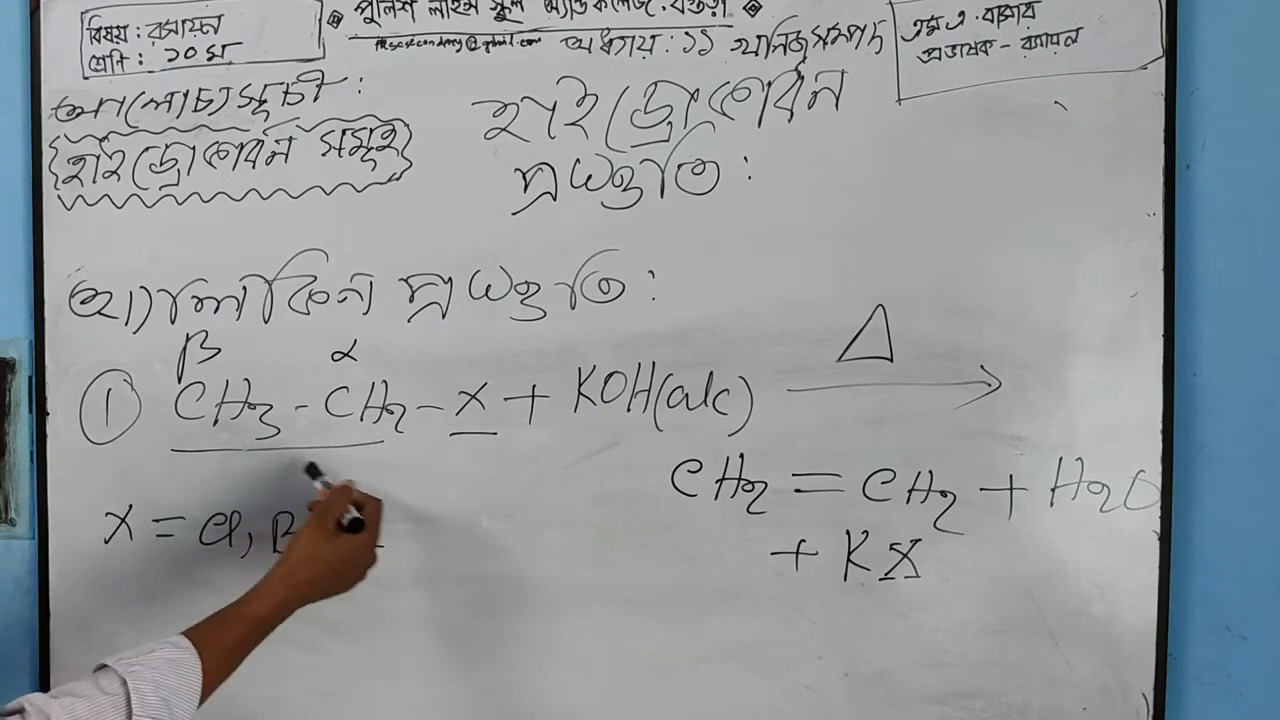 বিষয় : রসায়ন
শ্রেণি : ১০ম
পুলিশ লাইন্স স্কুল অ্যান্ড কলেজ, বগুড়া
অধ্যায় : ১১ খনিজ সম্পদ
প্রভাষক - রসায়ন
আলোচ্যসূচী :
হাইড্রোকার্বন সমূহ
হাইড্রোকার্বন
প্রস্তুতি :
অ্যালকিন প্রস্তুতি :
β α
① CH3 - CH2 - X + KOH(alc) Δ →
CH2 = CH2 + H2O
+ KX
X = Cl,